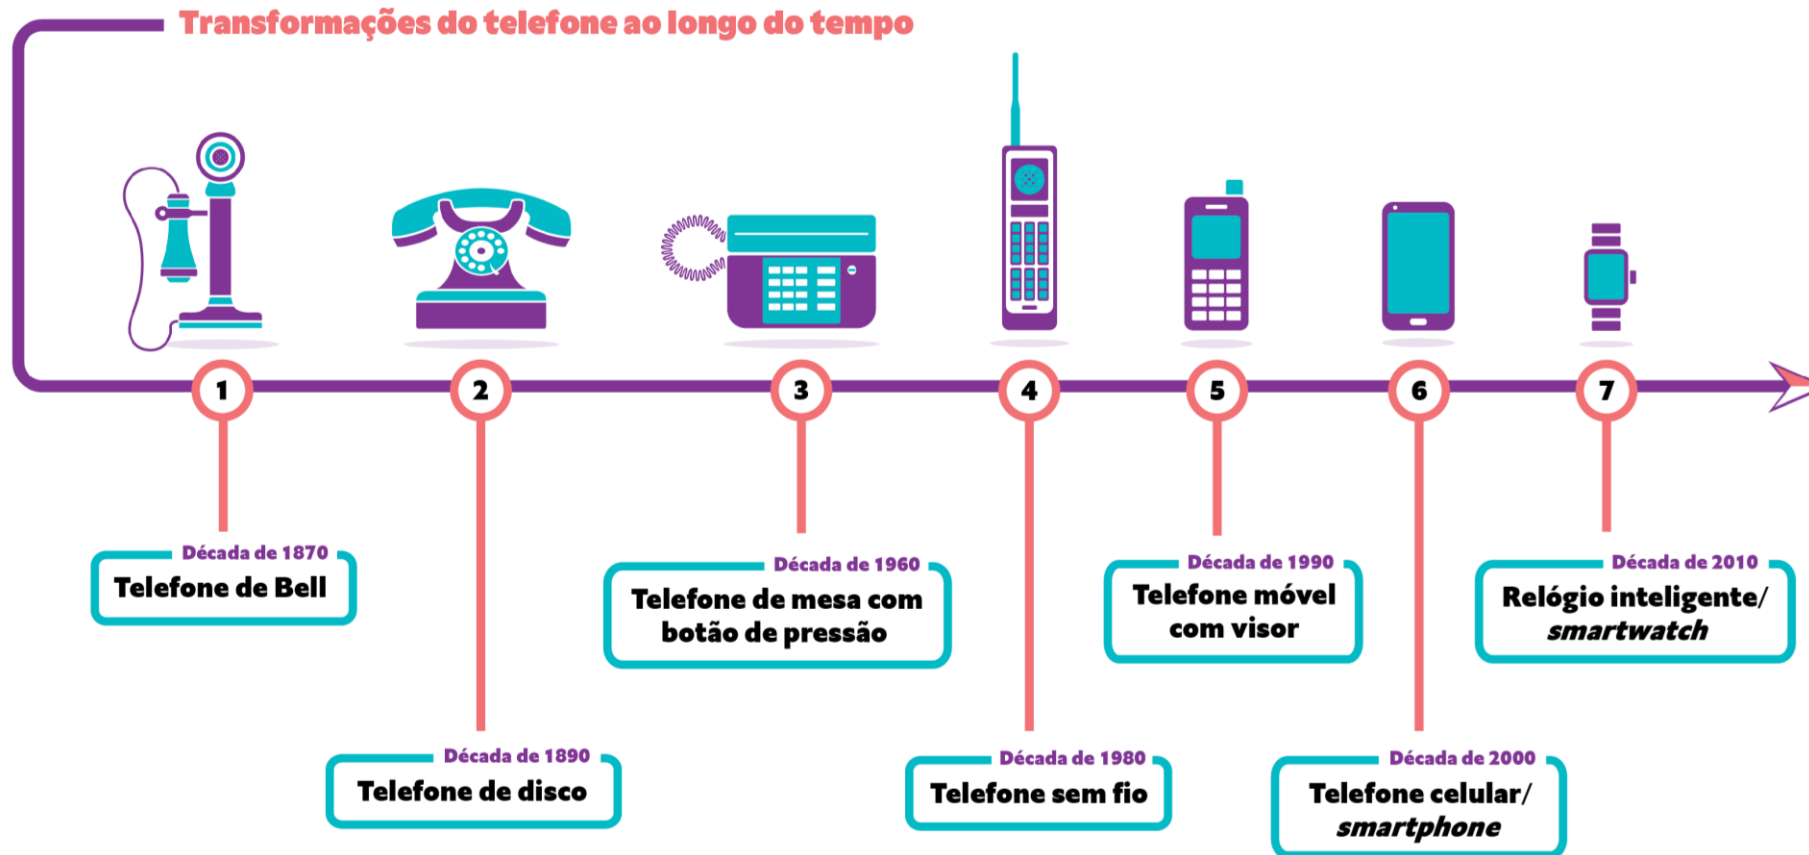 Transformações do telefone ao longo do tempo
1
2
3
4
5
6
7
Década de 1870
Telefone de Bell
Década de 1890
Telefone de disco
Década de 1960
Telefone de mesa com
botão de pressão
Década de 1980
Telefone sem fio
Década de 1990
Telefone móvel
com visor
Década de 2000
Telefone celular/
smartphone
Década de 2010
Relógio inteligente/
smartwatch